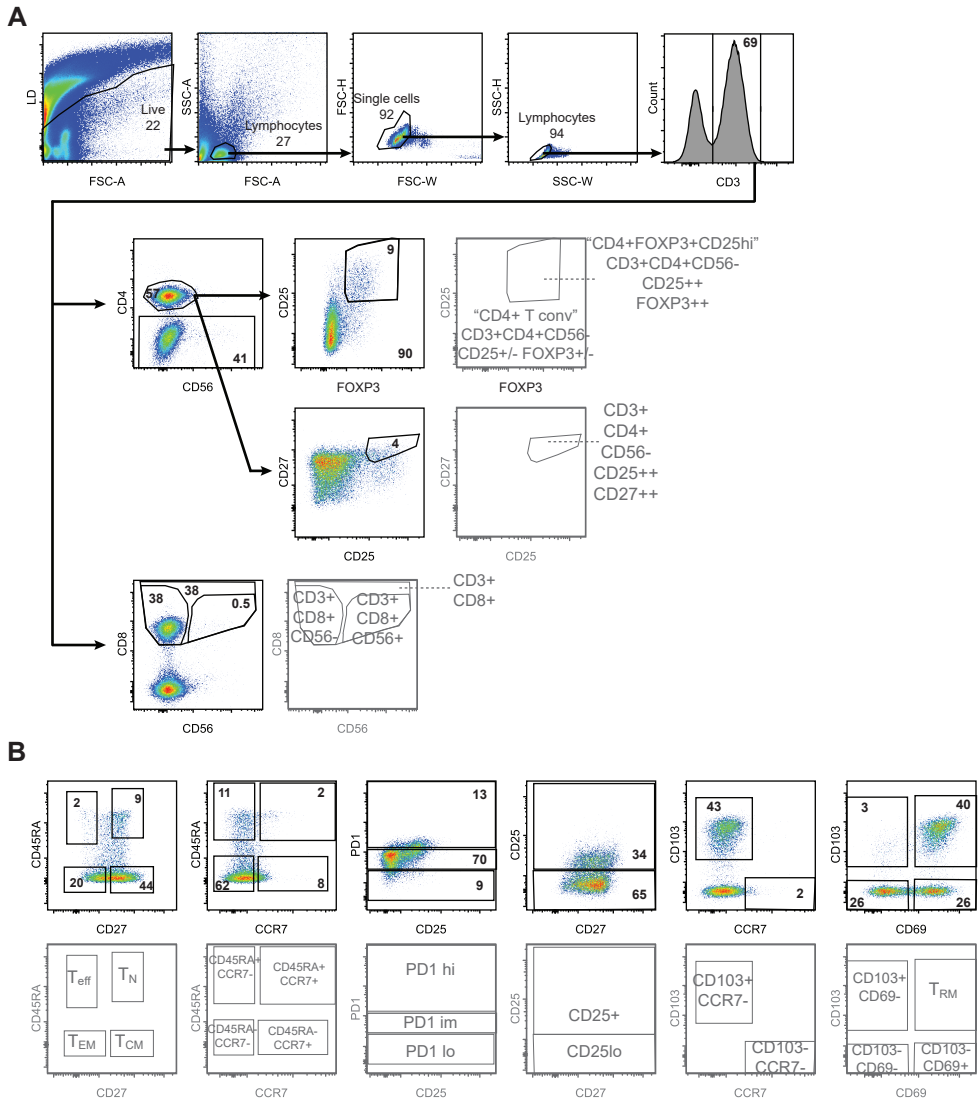 A
LD
Live
22
FSC-A
SSC-A
Lymphocytes
27
FSC-A
FSC-H
Single cells
92
FSC-W
SSC-H
Lymphocytes
94
SSC-W
Count
69
CD3
CD4
57
41
CD56
CD25
9
90
FOXP3
CD25
"CD4+FOXP3+CD25hi"
CD3+CD4+CD56-
CD25++
FOXP3++
"CD4+ T conv"
CD3+CD4+CD56-
CD25+/- FOXP3+/-
FOXP3
CD27
4
CD25
CD27
CD3+
CD4+
CD56-
CD25++
CD27++
CD25
CD8
38
38
0.5
CD56
CD8
CD3+
CD8+
CD56-
CD3+
CD8+
CD56+
CD3+
CD8+
CD56
B
CD45RA
2
9
20
44
CD27
CD45RA
11
2
62
8
CCR7
PD1
13
70
9
CD25
CD25
34
65
CD27
CD103
43
2
CCR7
CD103
3
40
26
26
CD69
CD45RA
Teff
TN
TEM
TCM
CD27
CD45RA
CD45RA+
CCR7-
CD45RA+
CCR7+
CD45RA-
CCR7-
CD45RA-
CCR7+
CCR7
PD1
PD1 hi
PD1 im
PD1 lo
CD25
CD25
CD25+
CD25lo
CD27
CD103
CD103+
CCR7-
CD103-
CCR7-
CCR7
CD103
CD103+
CD69-
TRM
CD103-
CD69-
CD103-
CD69+
CD69